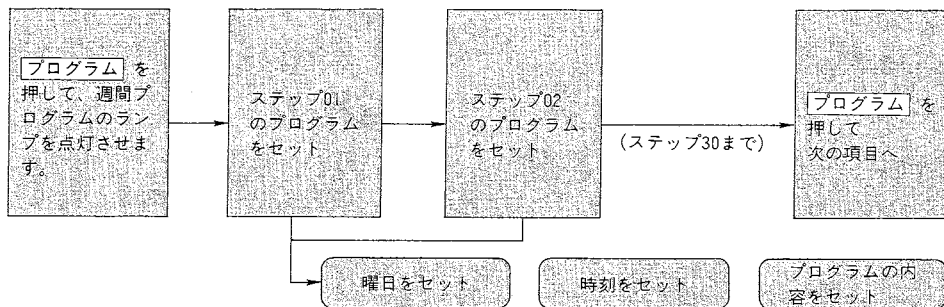 プログラム を
押して、週間プ
ログラムのラン
プを点灯させま
す。
ステップ01
のプログラム
をセット
ステップ02
のプログラム
をセット
(ステップ30まで)
プログラム を
押して
次の項目へ
曜日をセット
時刻をセット
プログラムの内
容をセット